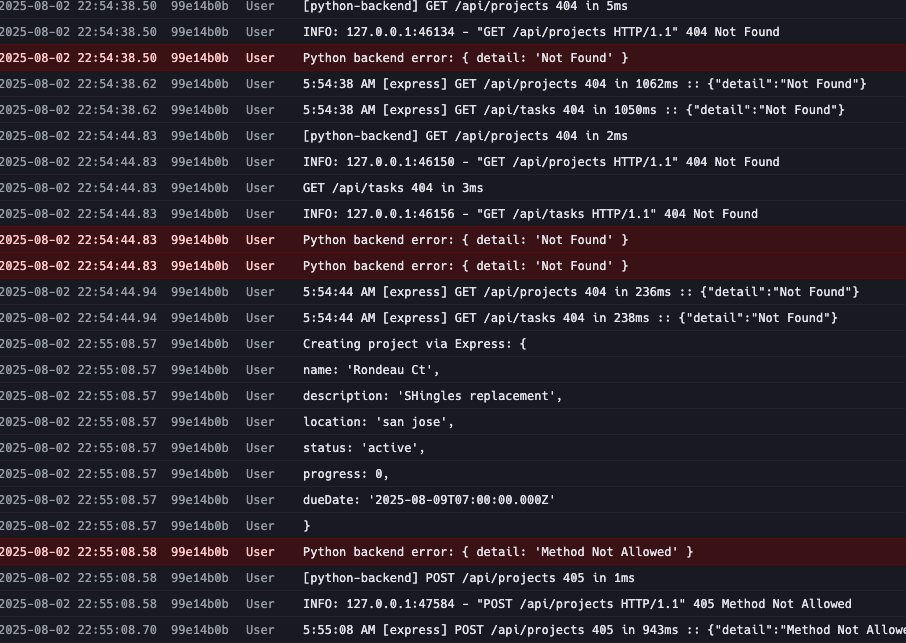 2025-08-02 22:54:38.50 99e14b0b User [python-backend] GET /api/projects 404 in 5ms
2025-08-02 22:54:38.50 99e14b0b User INFO: 127.0.0.1:46134 - "GET /api/projects HTTP/1.1" 404 Not Found
2025-08-02 22:54:38.50 99e14b0b User Python backend error: { detail: 'Not Found' }
2025-08-02 22:54:38.62 99e14b0b User 5:54:38 AM [express] GET /api/projects 404 in 1062ms :: {"detail":"Not Found"}
2025-08-02 22:54:38.62 99e14b0b User 5:54:38 AM [express] GET /api/tasks 404 in 1050ms :: {"detail":"Not Found"}
2025-08-02 22:54:44.83 99e14b0b User [python-backend] GET /api/projects 404 in 2ms
2025-08-02 22:54:44.83 99e14b0b User INFO: 127.0.0.1:46150 - "GET /api/projects HTTP/1.1" 404 Not Found
2025-08-02 22:54:44.83 99e14b0b User GET /api/tasks 404 in 3ms
2025-08-02 22:54:44.83 99e14b0b User INFO: 127.0.0.1:46156 - "GET /api/tasks HTTP/1.1" 404 Not Found
2025-08-02 22:54:44.83 99e14b0b User Python backend error: { detail: 'Not Found' }
2025-08-02 22:54:44.83 99e14b0b User Python backend error: { detail: 'Not Found' }
2025-08-02 22:54:44.94 99e14b0b User 5:54:44 AM [express] GET /api/projects 404 in 236ms :: {"detail":"Not Found"}
2025-08-02 22:54:44.94 99e14b0b User 5:54:44 AM [express] GET /api/tasks 404 in 238ms :: {"detail":"Not Found"}
2025-08-02 22:55:08.57 99e14b0b User Creating project via Express: {
2025-08-02 22:55:08.57 99e14b0b User name: 'Rondeau Ct',
2025-08-02 22:55:08.57 99e14b0b User description: 'SHingles replacement',
2025-08-02 22:55:08.57 99e14b0b User location: 'san jose',
2025-08-02 22:55:08.57 99e14b0b User status: 'active',
2025-08-02 22:55:08.57 99e14b0b User progress: 0,
2025-08-02 22:55:08.57 99e14b0b User dueDate: '2025-08-09T07:00:00.000Z'
2025-08-02 22:55:08.57 99e14b0b User }
2025-08-02 22:55:08.58 99e14b0b User Python backend error: { detail: 'Method Not Allowed' }
2025-08-02 22:55:08.58 99e14b0b User [python-backend] POST /api/projects 405 in 1ms
2025-08-02 22:55:08.58 99e14b0b User INFO: 127.0.0.1:47584 - "POST /api/projects HTTP/1.1" 405 Method Not Allowed
2025-08-02 22:55:08.70 99e14b0b User 5:55:08 AM [express] POST /api/projects 405 in 943ms :: {"detail":"Method Not Allowe